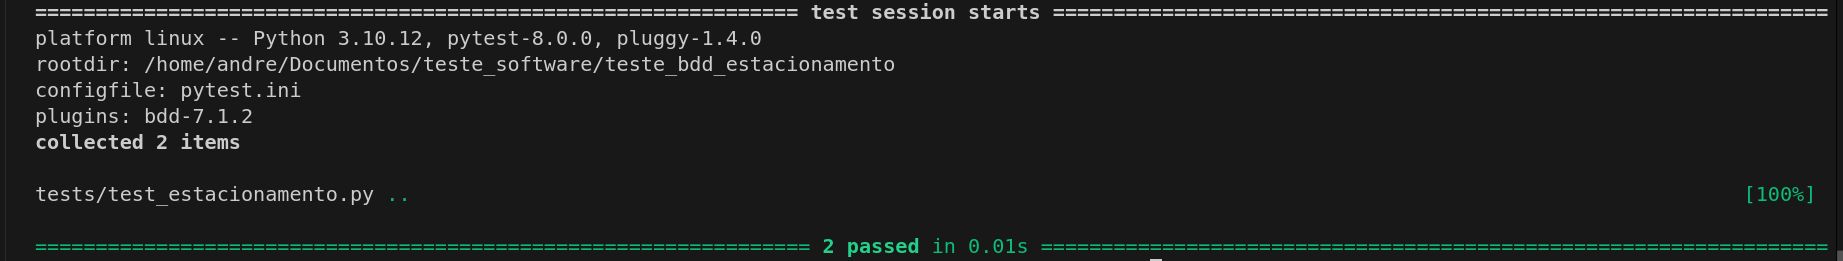 =============================================================== test session starts ================================================================
platform linux -- Python 3.10.12, pytest-8.0.0, pluggy-1.4.0
rootdir: /home/andre/Documentos/teste_software/teste_bdd_estacionamento
configfile: pytest.ini
plugins: bdd-7.1.2
collected 2 items
tests/test_estacionamento.py .. [100%]
================================================================ 2 passed in 0.01s =================================================================